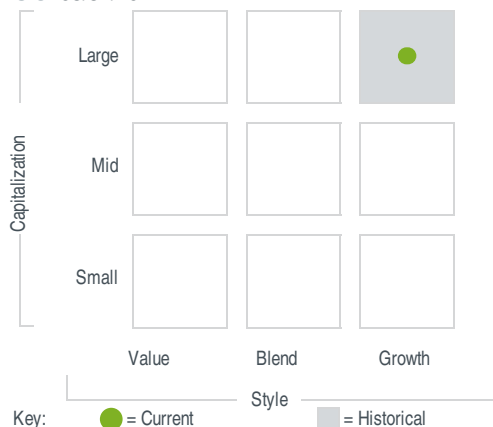 Large
Mid
Small
Capitalization
Value Blend Growth
Style
Key: = Current = Historical